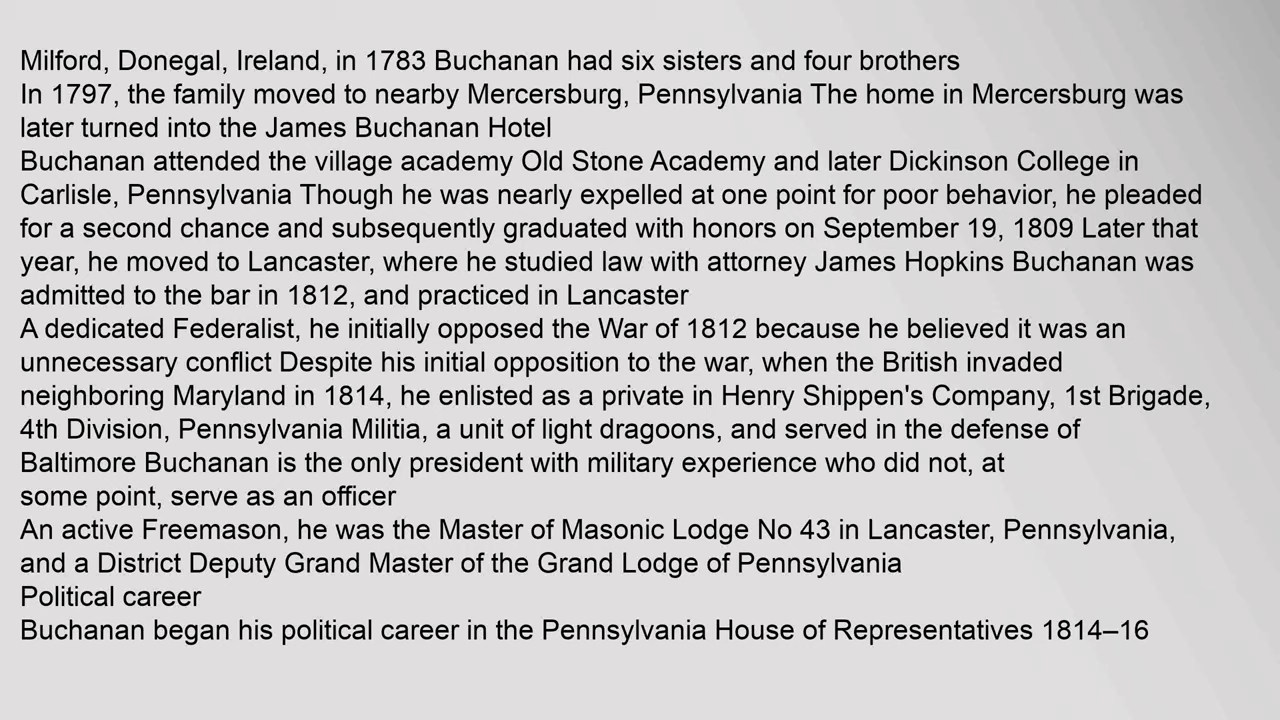 Milford, Donegal, Ireland, in 1783 Buchanan had six sisters and four brothers
In 1797, the family moved to nearby Mercersburg, Pennsylvania The home in Mercersburg was
later turned into the James Buchanan Hotel
Buchanan attended the village academy Old Stone Academy and later Dickinson College in
Carlisle, Pennsylvania Though he was nearly expelled at one point for poor behavior, he pleaded
for a second chance and subsequently graduated with honors on September 19, 1809 Later that
year, he moved to Lancaster, where he studied law with attorney James Hopkins Buchanan was
admitted to the bar in 1812, and practiced in Lancaster
A dedicated Federalist, he initially opposed the War of 1812 because he believed it was an
unnecessary conflict Despite his initial opposition to the war, when the British invaded
neighboring Maryland in 1814, he enlisted as a private in Henry Shippen's Company, 1st Brigade,
4th Division, Pennsylvania Militia, a unit of light dragoons, and served in the defense of
Baltimore Buchanan is the only president with military experience who did not, at
some point, serve as an officer
An active Freemason, he was the Master of Masonic Lodge No 43 in Lancaster, Pennsylvania,
and a District Deputy Grand Master of the Grand Lodge of Pennsylvania
Political career
Buchanan began his political career in the Pennsylvania House of Representatives 1814–16